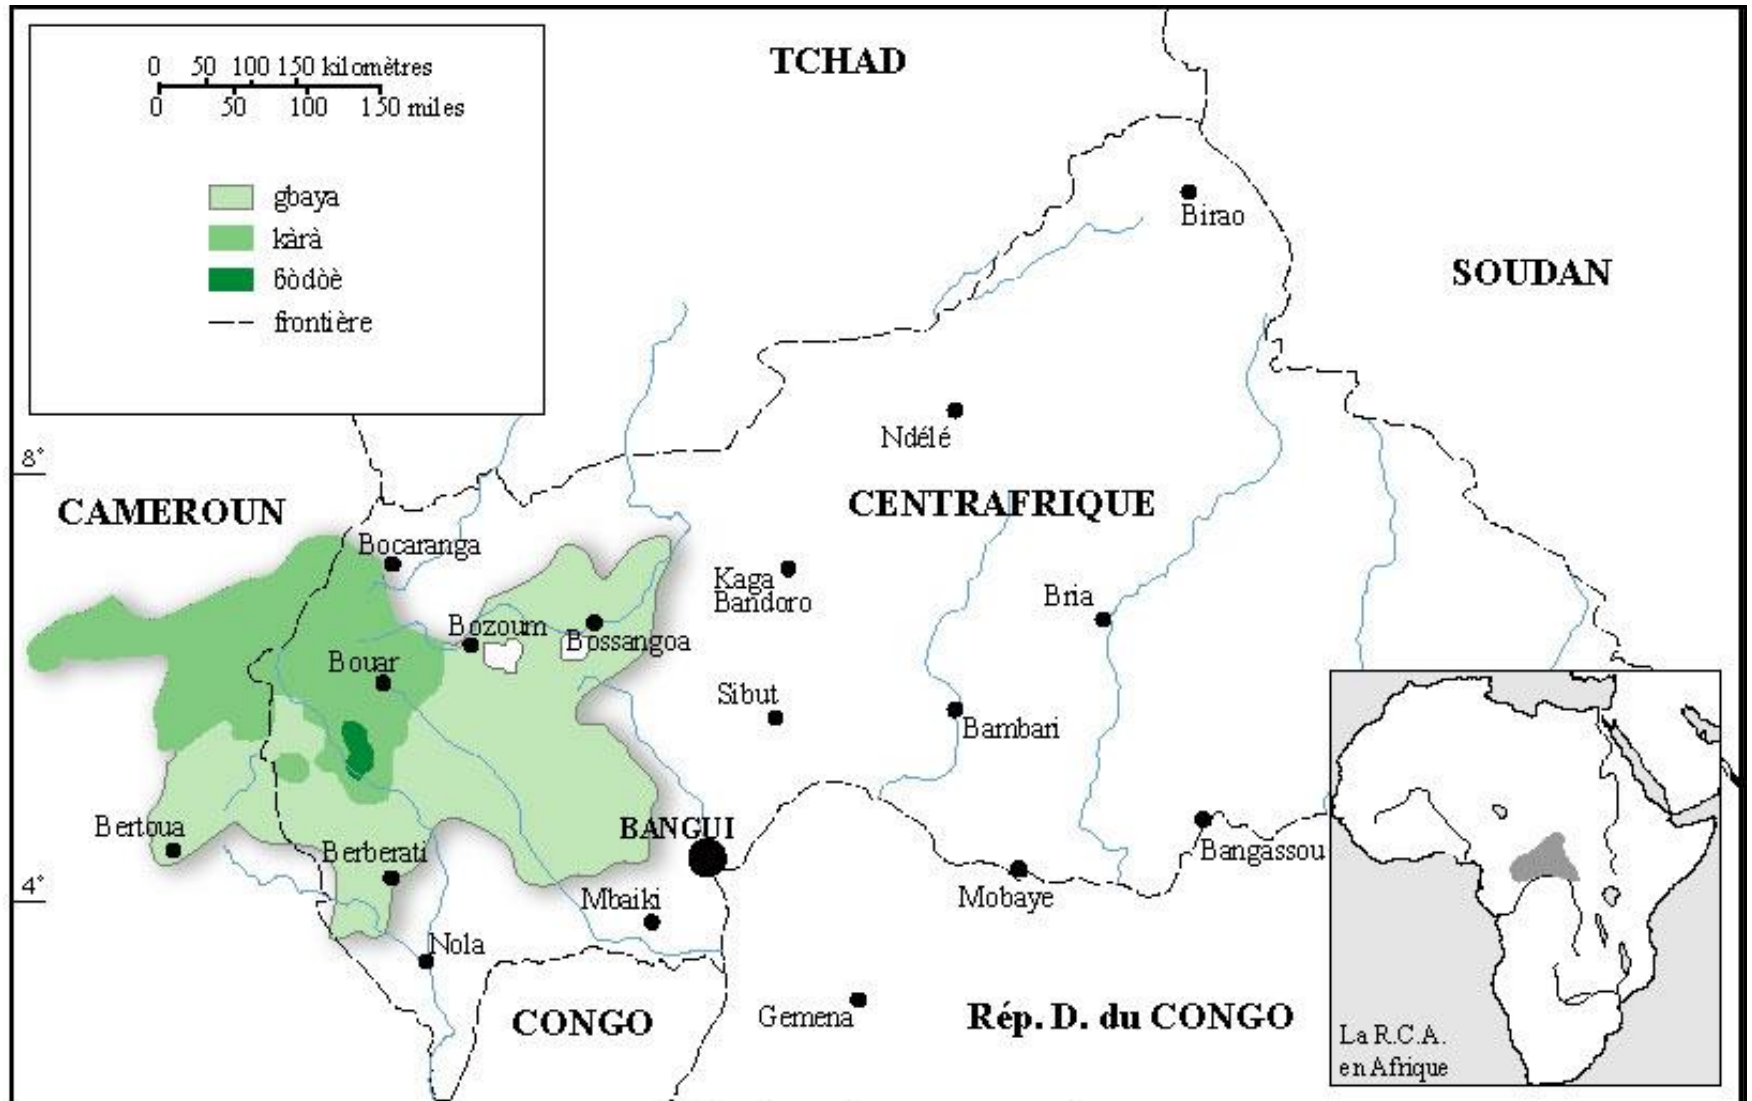 0 50 100 150 kilomètres
0 50 100 150 miles
gbaya
kàrà
ɓòdòè
frontière
TCHAD
Birao
SOUDAN
Ndélé
8°
CAMEROUN
CENTRAFRIQUE
Bocaranga
Kaga
Bandoro
Bria
Bozoum
Bossangoa
Bouar
Sibut
Bambari
Bertoua
BANGUI
Berberati
Bangassou
4°
Mbaiki
Mobaye
Nola
Gemena
CONGO
Rép. D. du CONGO
La R.C.A.
en Afrique